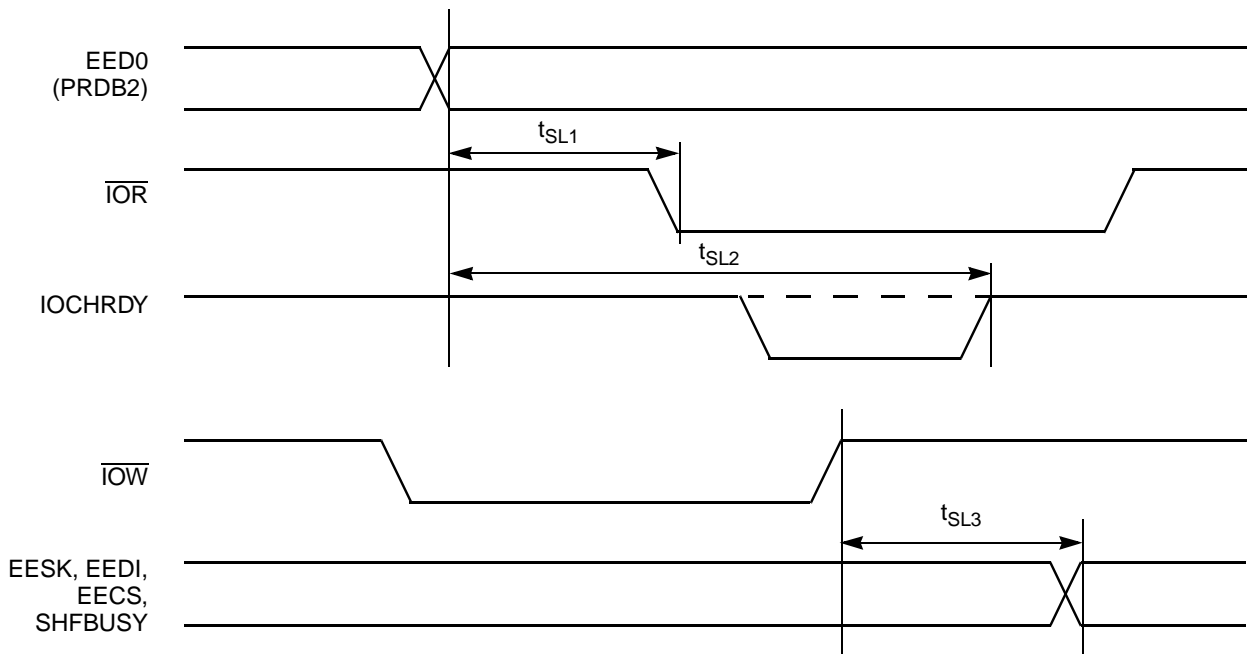 EED0
(PRDB2)
tSL1
IOR
tSL2
IOCHRDY
IOW
tSL3
EESK, EEDI,
EECS,
SHFBUSY